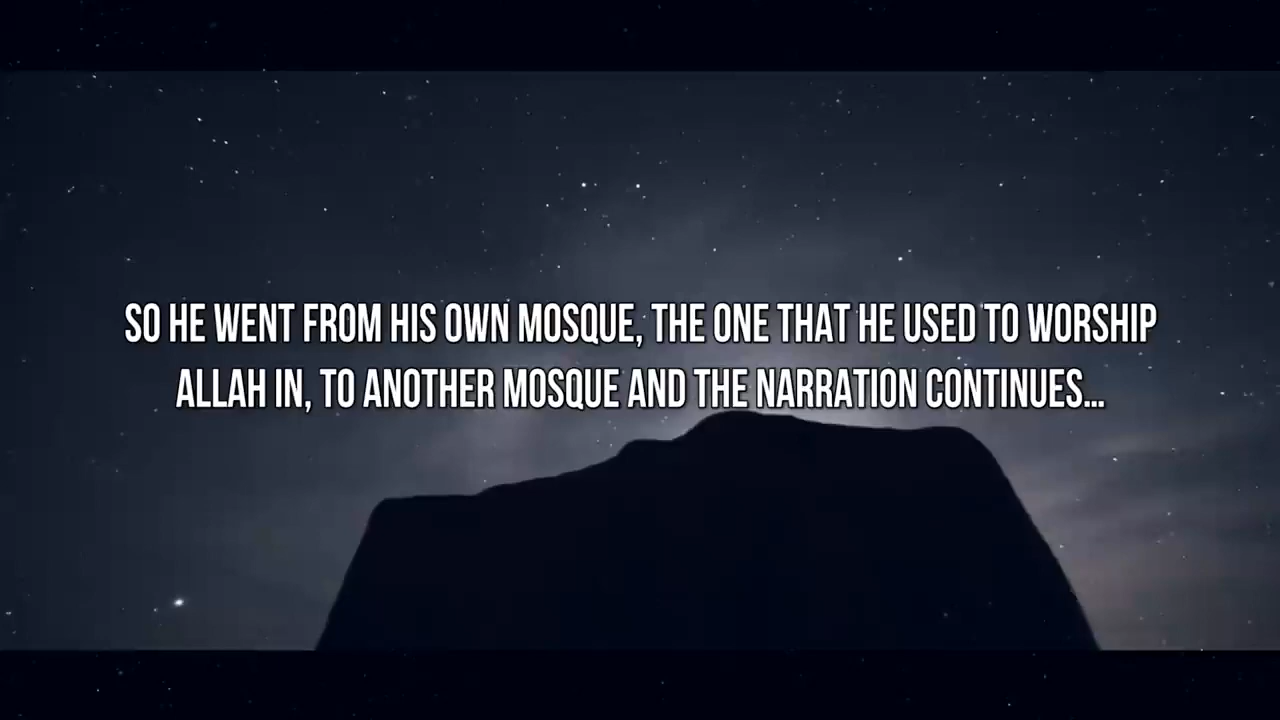 SO HE WENT FROM HIS OWN MOSQUE, THE ONE THAT HE USED TO WORSHIP
ALLAH IN, TO ANOTHER MOSQUE AND THE NARRATION CONTINUES...